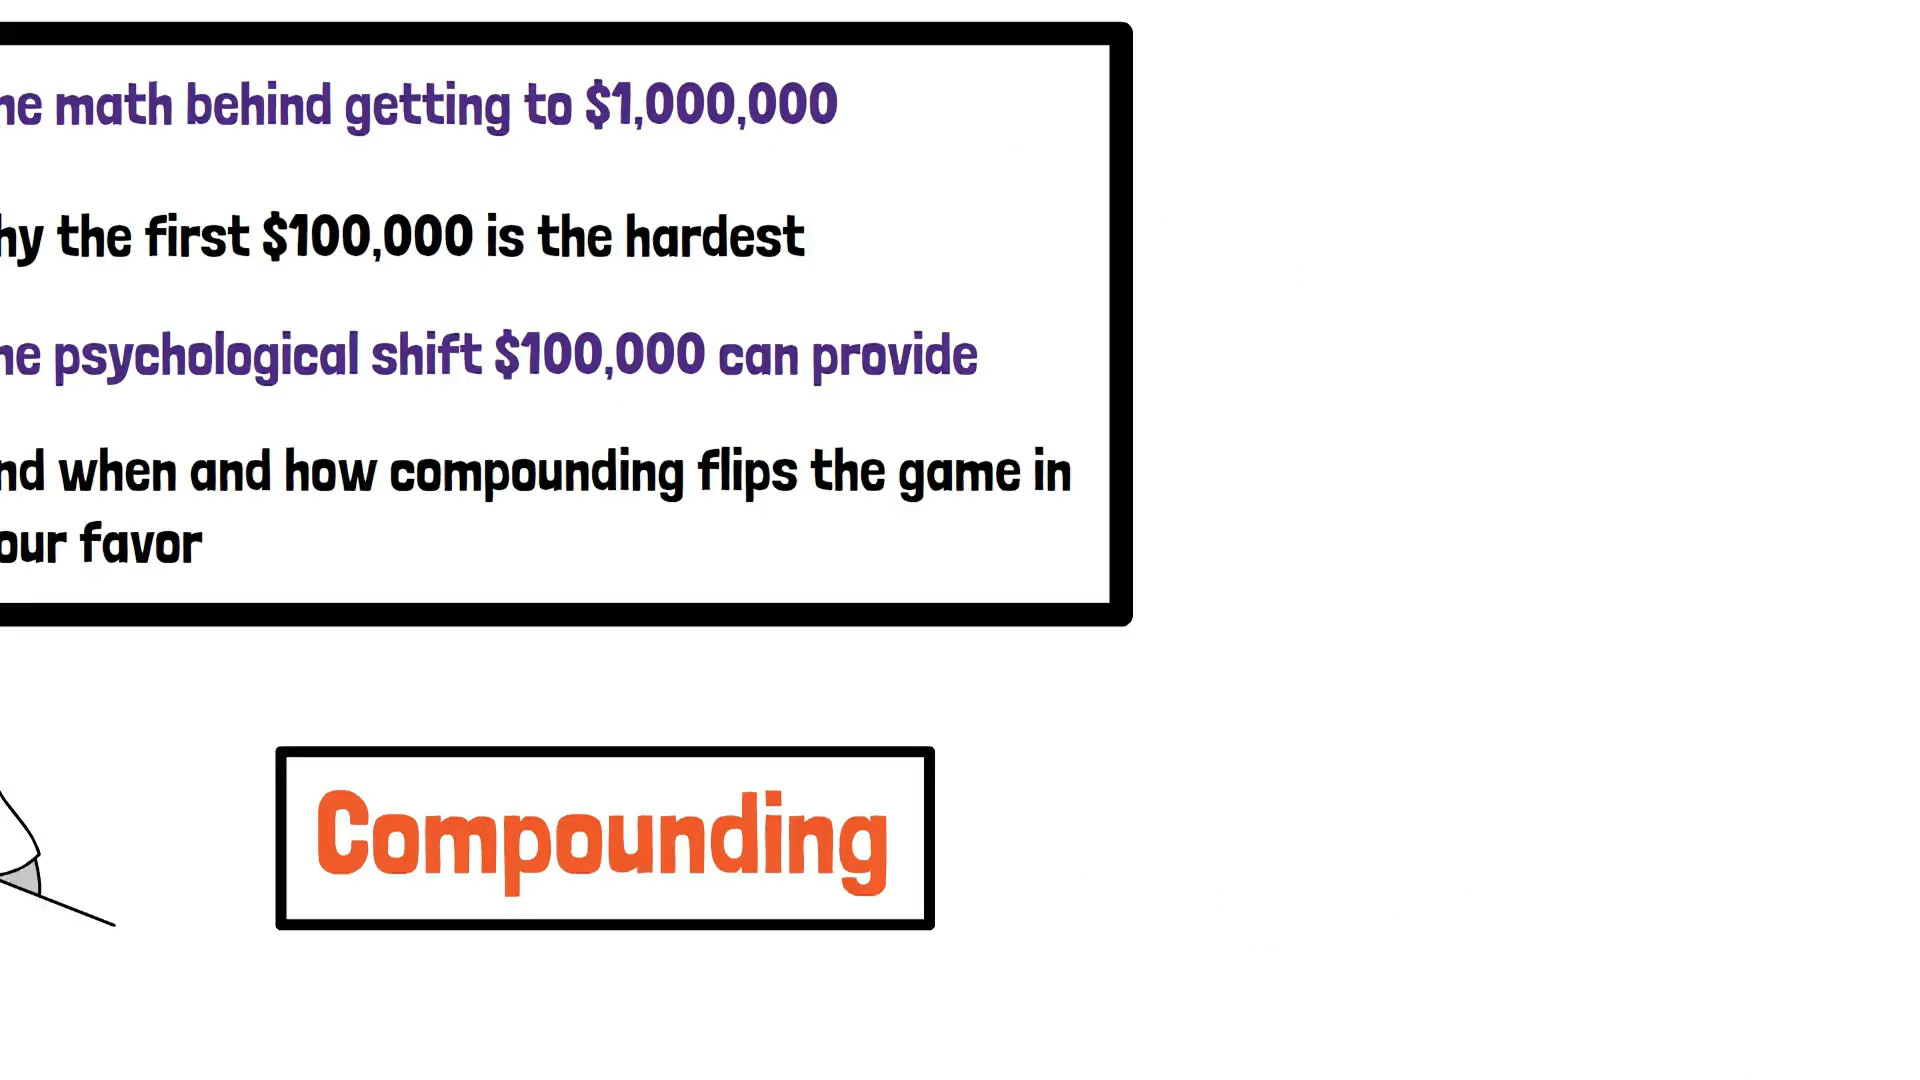 he math behind getting to $1,000,000
hy the first $100,000 is the hardest
he psychological shift $100,000 can provide
nd when and how compounding flips the game in
our favor
Compounding